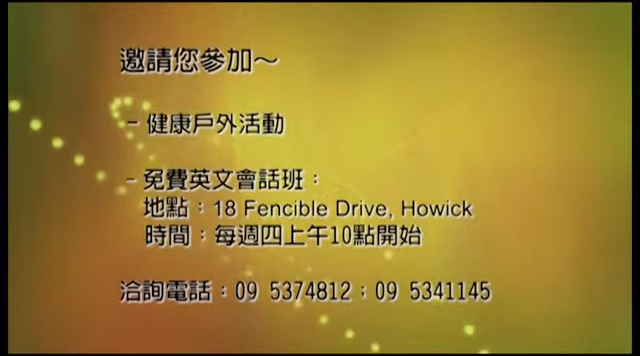 邀請您參加～
- 健康戶外活動
- 免費英文會話班：
地點：18 Fencible Drive, Howick
時間：每週四上午10點開始
洽詢電話：09 5374812；09 5341145